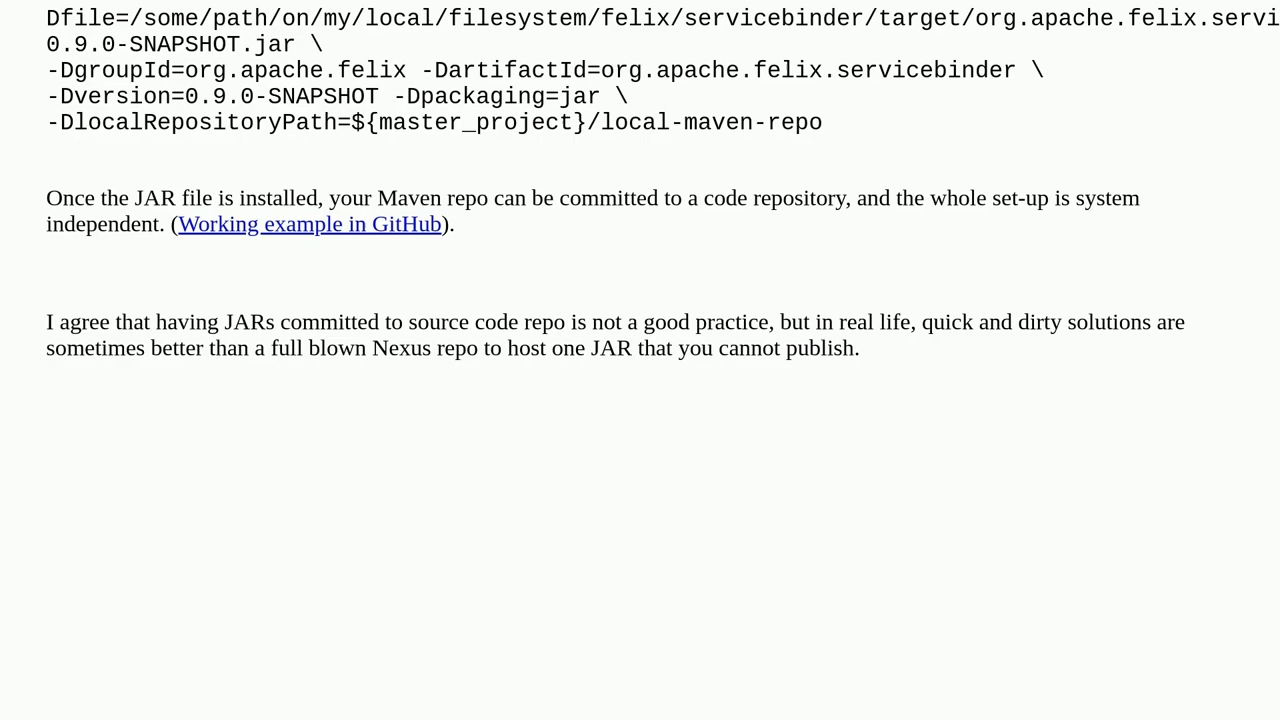 Dfile=/some/path/on/my/local/filesystem/felix/servicebinder/target/org.apache.felix.servi
0.9.0-SNAPSHOT.jar \
-DgroupId=org.apache.felix -DartifactId=org.apache.felix.servicebinder \
-Dversion=0.9.0-SNAPSHOT -Dpackaging=jar \
-DlocalRepositoryPath=${master_project}/local-maven-repo
Once the JAR file is installed, your Maven repo can be committed to a code repository, and the whole set-up is system
independent. (Working example in GitHub).
I agree that having JARs committed to source code repo is not a good practice, but in real life, quick and dirty solutions are
sometimes better than a full blown Nexus repo to host one JAR that you cannot publish.